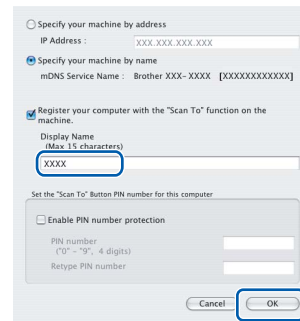 Specify your machine by address
IP Address : XXX.XXX.XXX.XXX
Specify your machine by name
mDNS Service Name : Brother XXX- XXXX [XXXXXXXXXXXX]
Register your computer with the "Scan To" function on the
machine.
Display Name
(Max 15 characters)
XXXX
Set the "Scan To" Button PIN number for this computer
Enable PIN number protection
PIN number
("0" - "9", 4 digits)
Retype PIN number
Cancel OK